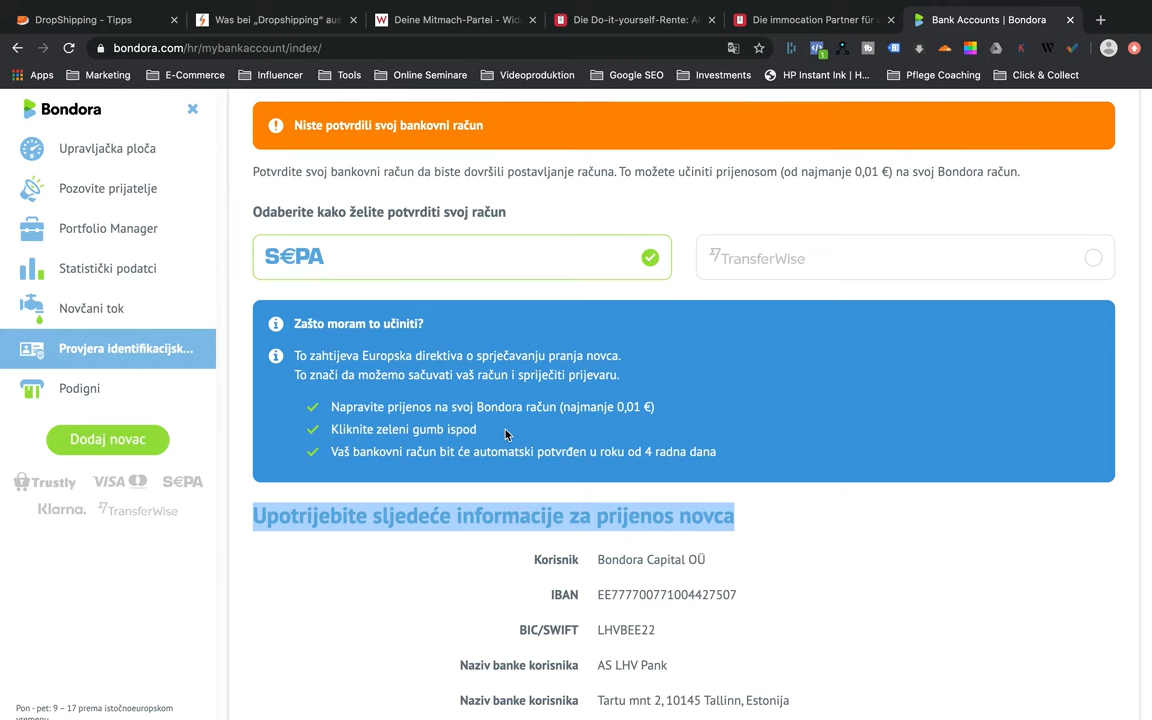 DropShipping - Tipps
Was bei „Dropshipping“ aus
Deine Mitmach-Partei - Wide
Die Do-it-yourself-Rente: Al
Die immocation Partner für d
Bank Accounts | Bondora
bondora.com/hr/mybankaccount/index/
Apps
Marketing
E-Commerce
Influencer
Tools
Online Seminare
Videoproduktion
Google SEO
Investments
HP Instant Ink | H...
Pflege Coaching
Click & Collect
Bondora
Upravljačka ploča
Pozovite prijatelje
Portfolio Manager
Statistički podatci
Novčani tok
Provjera identifikacijsk...
Podigni
Dodaj novac
Trustly
VISA
S€PA
Klarna.
TransferWise
Pon - pet: 9 – 17 prema istočnoeuropskom
vremenu
Niste potvrdili svoj bankovni račun
Potvrdite svoj bankovni račun da biste dovršili postavljanje računa. To možete učiniti prijenosom (od najmanje 0,01 €) na svoj Bondora račun.
Odaberite kako želite potvrditi svoj račun
S€PA
TransferWise
Zašto moram to učiniti?
To zahtijeva Europska direktiva o sprječavanju pranja novca.
To znači da možemo sačuvati vaš račun i spriječiti prijevaru.
Napravite prijenos na svoj Bondora račun (najmanje 0,01 €)
Kliknite zeleni gumb ispod
Vaš bankovni račun bit će automatski potvrđen u roku od 4 radna dana
Upotrijebite sljedeće informacije za prijenos novca
Korisnik Bondora Capital OÜ
IBAN EE777700771004427507
BIC/SWIFT LHVBEE22
Naziv banke korisnika AS LHV Pank
Naziv banke korisnika Tartu mnt 2, 10145 Tallinn, Estonija